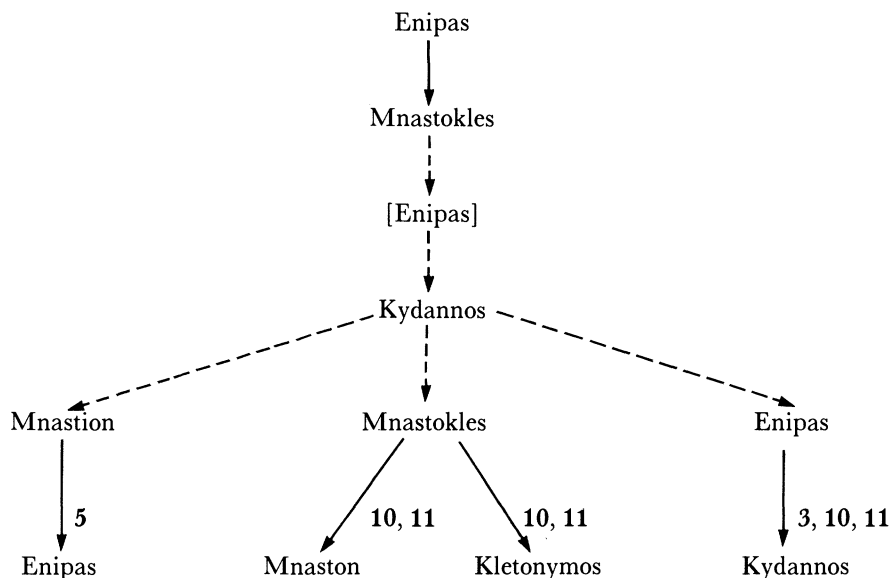 Enipas
Mnastokles
[Enipas]
Kydannos
Mnastion Mnastokles Enipas
5 10, 11 10, 11 3, 10, 11
Enipas Mnaston Kletonymos Kydannos